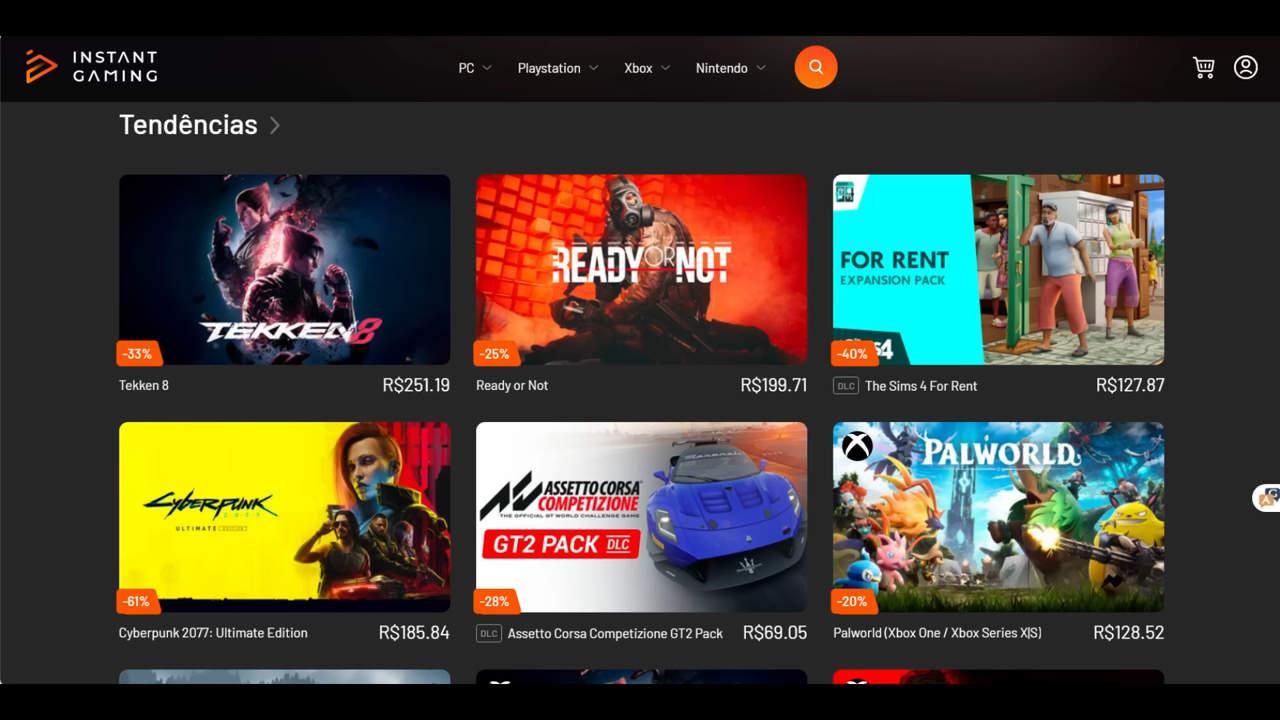 INSTANT
GAMING
PC
Playstation
Xbox
Nintendo
Tendências
TEKKEN 8
-33%
Tekken 8
R$251.19
READY OR NOT
-25%
Ready or Not
R$199.71
FOR RENT
EXPANSION PACK
-40%
DLC
The Sims 4 For Rent
R$127.87
Cyberpunk
2077
ULTIMATE EDITION
-61%
Cyberpunk 2077: Ultimate Edition
R$185.84
ASSETTO CORSA
COMPETIZIONE
THE OFFICIAL GT WORLD CHALLENGE GAME
GT2 PACK DLC
Maserati
-28%
DLC
Assetto Corsa Competizione GT2 Pack
R$69.05
PALWORLD
-20%
Palworld (Xbox One / Xbox Series X|S)
R$128.52